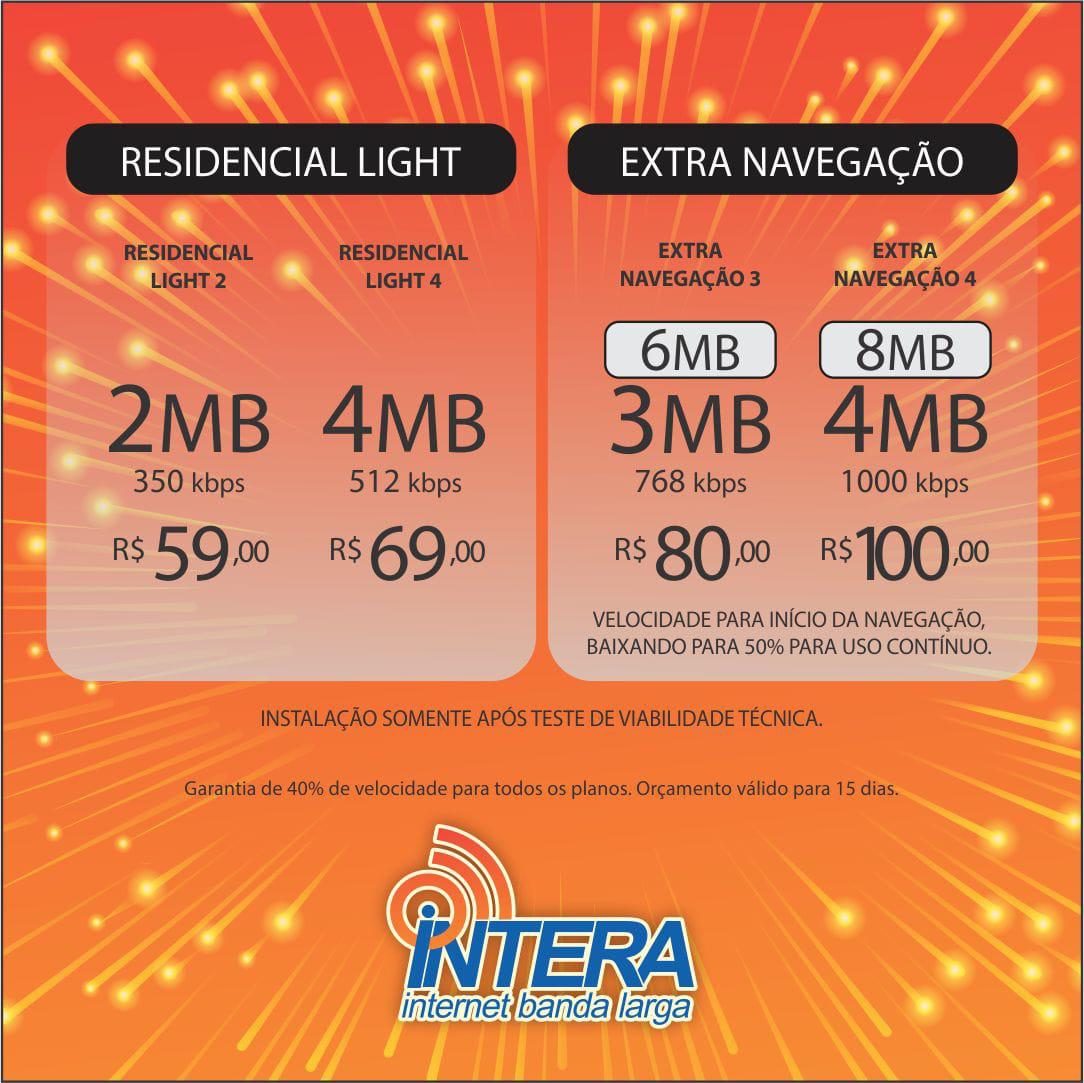 RESIDENCIAL LIGHT
RESIDENCIAL
LIGHT 2
2MB
350 kbps
R$ 59,00
RESIDENCIAL
LIGHT 4
4MB
512 kbps
R$ 69,00
EXTRA NAVEGAÇÃO
EXTRA
NAVEGAÇÃO 3
6MB
3MB
768 kbps
R$ 80,00
EXTRA
NAVEGAÇÃO 4
8MB
4MB
1000 kbps
R$ 100,00
VELOCIDADE PARA INÍCIO DA NAVEGAÇÃO,
BAIXANDO PARA 50% PARA USO CONTÍNUO.
INSTALAÇÃO SOMENTE APÓS TESTE DE VIABILIDADE TÉCNICA.
Garantia de 40% de velocidade para todos os planos. Orçamento válido para 15 dias.
iNTERA
internet banda larga